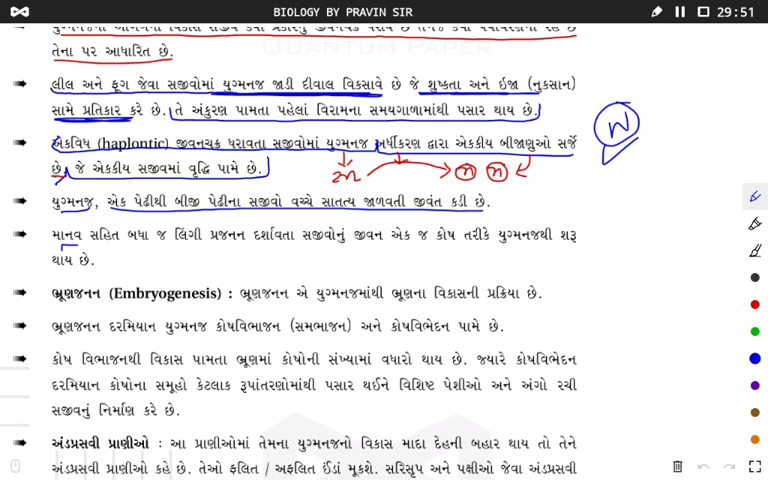 BIOLOGY BY PRAVIN SIR
29:51
તેના પર આધારિત છે.
QUANTUM PAPER
➡ લીલ અને ફૂગ જેવા સજીવોમાં યુગ્મનજ જાડી દીવાલ વિકસાવે છે જે શુષ્કતા અને ઇજા (નુકસાન)
સામે પ્રતિકાર કરે છે. તે અંકુરણ પામતા પહેલાં વિરામના સમયગાળામાંથી પસાર થાય છે.
➡ એકવિધ (haplontic) જીવનચક્ર ધરાવતા સજીવોમાં યુગ્મનજ અર્ધીકરણ દ્વારા એકકીય બીજાણુઓ સર્જે
છે, જે એકકીય સજીવમાં વૃદ્ધિ પામે છે.
2n n n
➡ યુગ્મનજ, એક પેઢીથી બીજી પેઢીના સજીવો વચ્ચે સાતત્ય જાળવતી જીવંત કડી છે.
➡ માનવ સહિત બધા જ લિંગી પ્રજનન દર્શાવતા સજીવોનું જીવન એક જ કોષ તરીકે યુગ્મનજથી શરૂ
થાય છે.
➡ ભ્રૂણજનન (Embryogenesis) : ભ્રૂણજનન એ યુગ્મનજમાંથી ભ્રૂણના વિકાસની પ્રક્રિયા છે.
➡ ભ્રૂણજનન દરમિયાન યુગ્મનજ કોષવિભાજન (સમભાજન) અને કોષવિભેદન પામે છે.
➡ કોષ વિભાજનથી વિકાસ પામતા ભ્રૂણમાં કોષોની સંખ્યામાં વધારો થાય છે. જ્યારે કોષવિભેદન
દરમિયાન કોષોના સમૂહો કેટલાક રૂપાંતરણોમાંથી પસાર થઈને વિશિષ્ટ પેશીઓ અને અંગો રચી
સજીવનું નિર્માણ કરે છે.
➡ અંડપ્રસવી પ્રાણીઓ : આ પ્રાણીઓમાં તેમના યુગ્મનજનો વિકાસ માદા દેહની બહાર થાય તો તેને
અંડપ્રસવી પ્રાણીઓ કહે છે. તેઓ ફલિત / અફલિત ઈંડાં મૂકશે. સરિસૃપ અને પક્ષીઓ જેવા અંડપ્રસવી